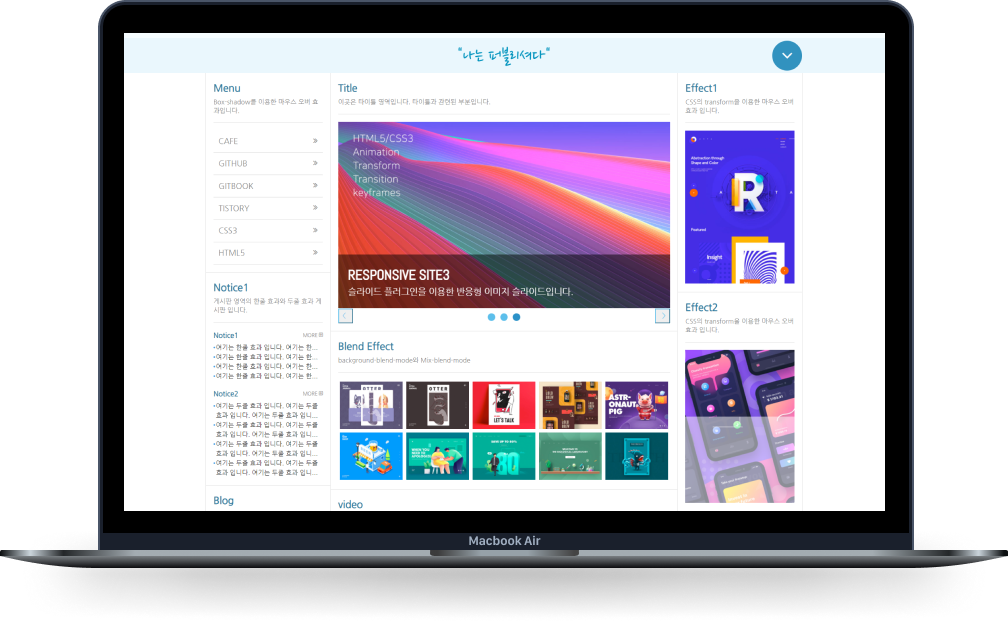 "나는 퍼블리셔다"
Menu
Box-shadow를 이용한 마우스 오버 효
과입니다.
CAFE
GITHUB
GITBOOK
TISTORY
CSS3
HTML5
Notice1
게시판 영역의 한줄 효과와 두줄 효과 게
시판 입니다.
Notice1 MORE
여기는 한줄 효과 입니다. 여기는 한...
여기는 한줄 효과 입니다. 여기는 한...
여기는 한줄 효과 입니다. 여기는 한...
여기는 한줄 효과 입니다. 여기는 한...
Notice2 MORE
여기는 두줄 효과 입니다. 여기는 두줄
효과 입니다. 여기는 두줄 효과 입니...
여기는 두줄 효과 입니다. 여기는 두줄
효과 입니다. 여기는 두줄 효과 입니...
여기는 두줄 효과 입니다. 여기는 두줄
효과 입니다. 여기는 두줄 효과 입니...
여기는 두줄 효과 입니다. 여기는 두줄
효과 입니다. 여기는 두줄 효과 입니...
Blog
Title
이곳은 타이틀 영역입니다. 타이틀과 관련된 부분입니다.
HTML5/CSS3
Animation
Transform
Transition
keyframes
RESPONSIVE SITE3
슬라이드 플러그인을 이용한 반응형 이미지 슬라이드입니다.
Blend Effect
background-blend-mode와 Mix-blend-mode
OTTER
OTTER
LET'S TALK
ASTR-
ONAUT
PIG
video
Effect1
CSS의 transform을 이용한 마우스 오버
효과 입니다.
Abstraction through
Shape and Color
A R T A
Featured
Insight
Effect2
CSS의 transform을 이용한 마우스 오버
효과 입니다.
Macbook Air